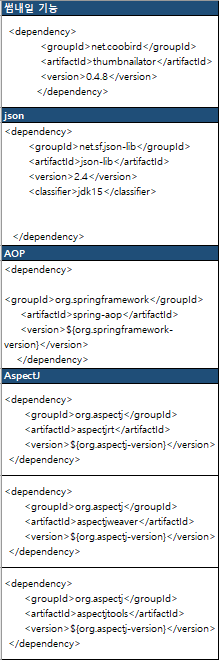 썸내일 기능
<dependency>
<groupId>net.coobird</groupId>
<artifactId>thumbnailator</artifactId>
<version>0.4.8</version>
</dependency>
json
<dependency>
<groupId>net.sf.json-lib</groupId>
<artifactId>json-lib</artifactId>
<version>2.4</version>
<classifier>jdk15</classifier>
</dependency>
AOP
<dependency>
<groupId>org.springframework</groupId>
<artifactId>spring-aop</artifactId>
<version>${org.springframework-
version}</version>
</dependency>
AspectJ
<dependency>
<groupId>org.aspectj</groupId>
<artifactId>aspectjrt</artifactId>
<version>${org.aspectj-version}</version>
</dependency>
<dependency>
<groupId>org.aspectj</groupId>
<artifactId>aspectjweaver</artifactId>
<version>${org.aspectj-version}</version>
</dependency>
<dependency>
<groupId>org.aspectj</groupId>
<artifactId>aspectjtools</artifactId>
<version>${org.aspectj-version}</version>
</dependency>